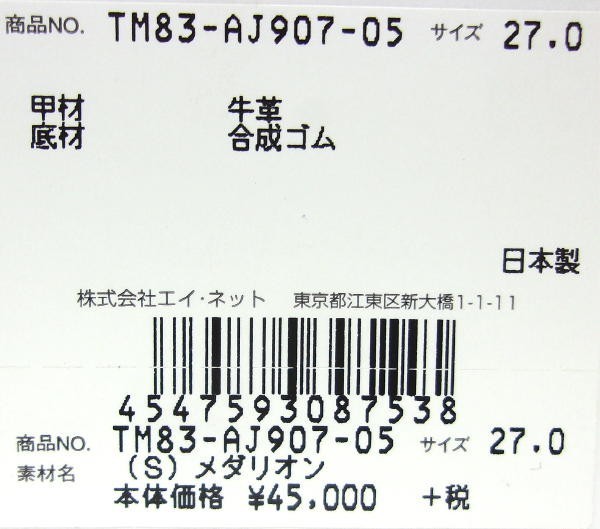 商品NO. TM83-AJ907-05 サイズ 27.0
甲材 牛革
底材 合成ゴム
日本製
株式会社エイ・ネット 東京都江東区新大橋1-1-11
4547593087538
商品NO. TM83-AJ907-05 サイズ 27.0
素材名 (S)メダリオン
本体価格 ¥45,000 +税